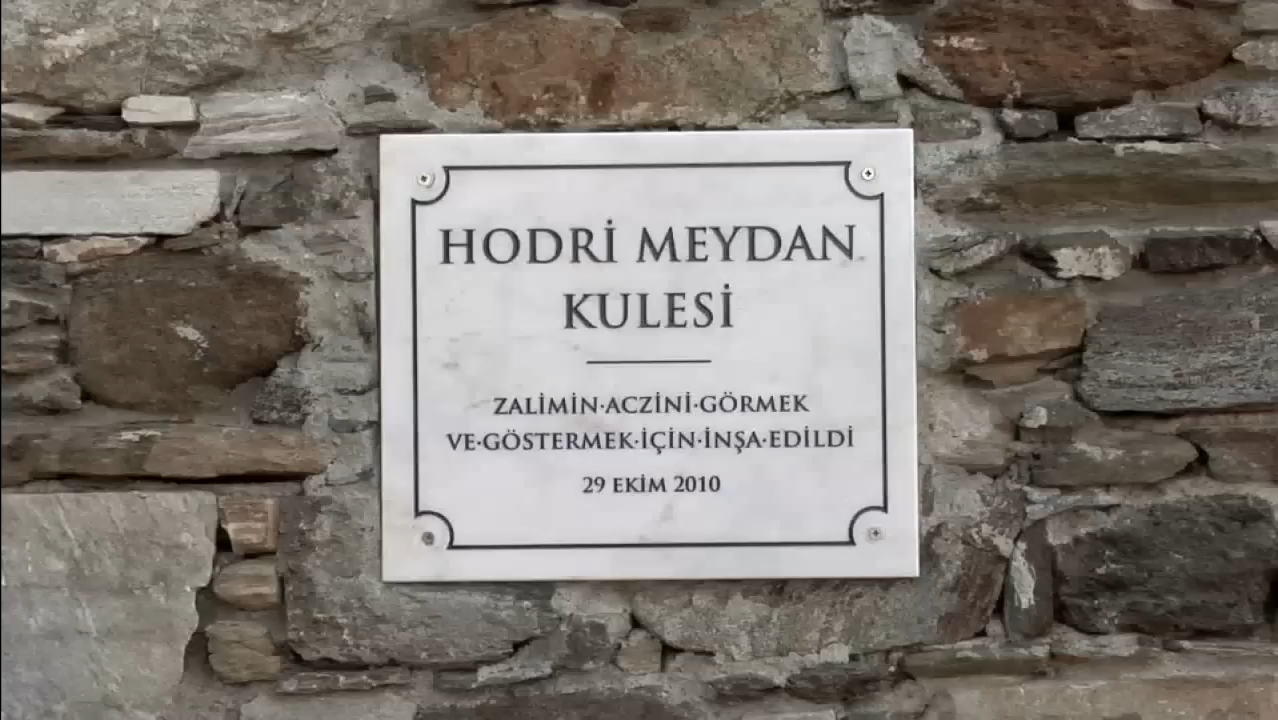 HODRİ MEYDAN
KULESİ
ZALİMİN·ACZİNİ·GÖRMEK
VE·GÖSTERMEK·İÇİN·İNŞA·EDİLDİ
29 EKİM 2010